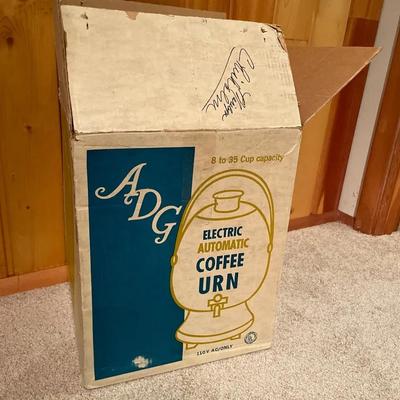 8 to 35 Cup capacity
ADG
ELECTRIC
AUTOMATIC
COFFEE
URN
110V AC/ONLY